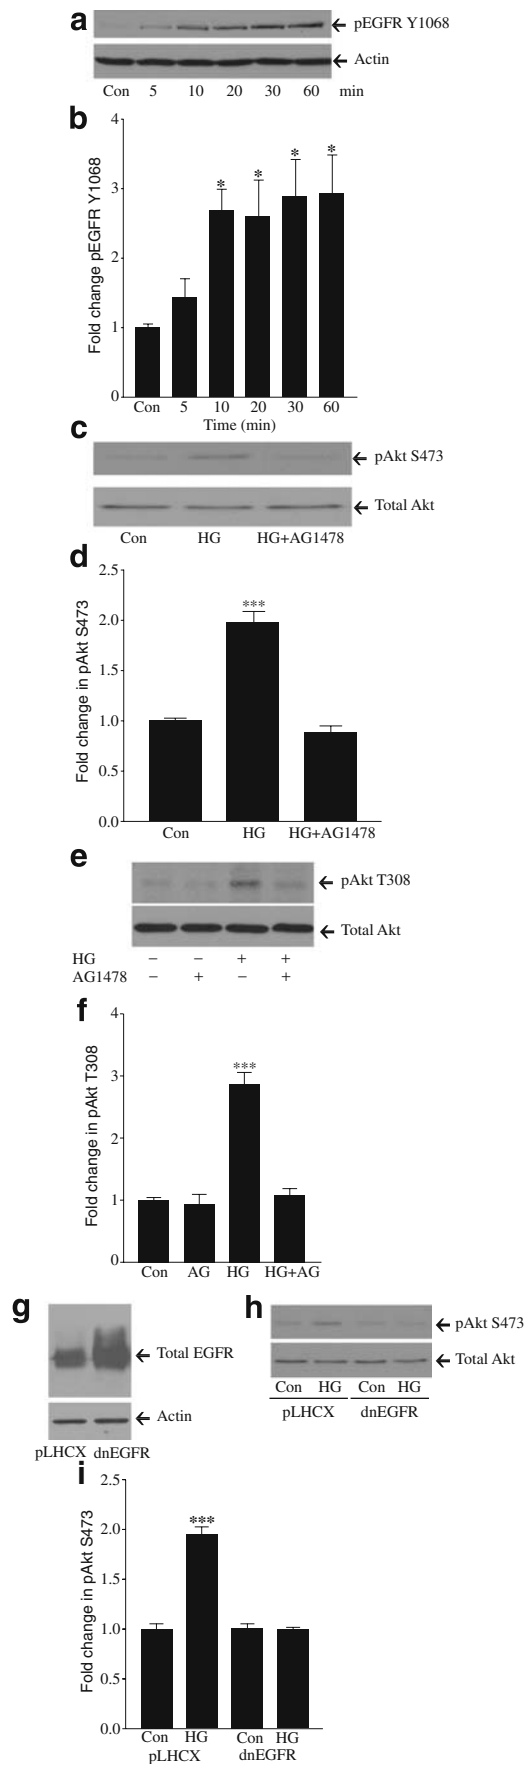 a
← pEGFR Y1068
← Actin
Con 5 10 20 30 60 min
b
Fold change pEGFR Y1068
4
3
2
1
0
* * * *
Con 5 10 20 30 60
Time (min)
c
← pAkt S473
← Total Akt
Con HG HG+AG1478
d
Fold change in pAkt S473
2.5
2.0
1.5
1.0
0.5
0.0
***
Con HG HG+AG1478
e
← pAkt T308
← Total Akt
HG − − + +
AG1478 − + − +
f
Fold change in pAkt T308
4
3
2
1
0
***
Con AG HG HG+AG
g
← Total EGFR
← Actin
pLHCX dnEGFR
h
← pAkt S473
← Total Akt
Con HG Con HG
pLHCX dnEGFR
i
Fold change in pAkt S473
2.5
2.0
1.5
1.0
0.5
0.0
***
Con HG Con HG
pLHCX dnEGFR